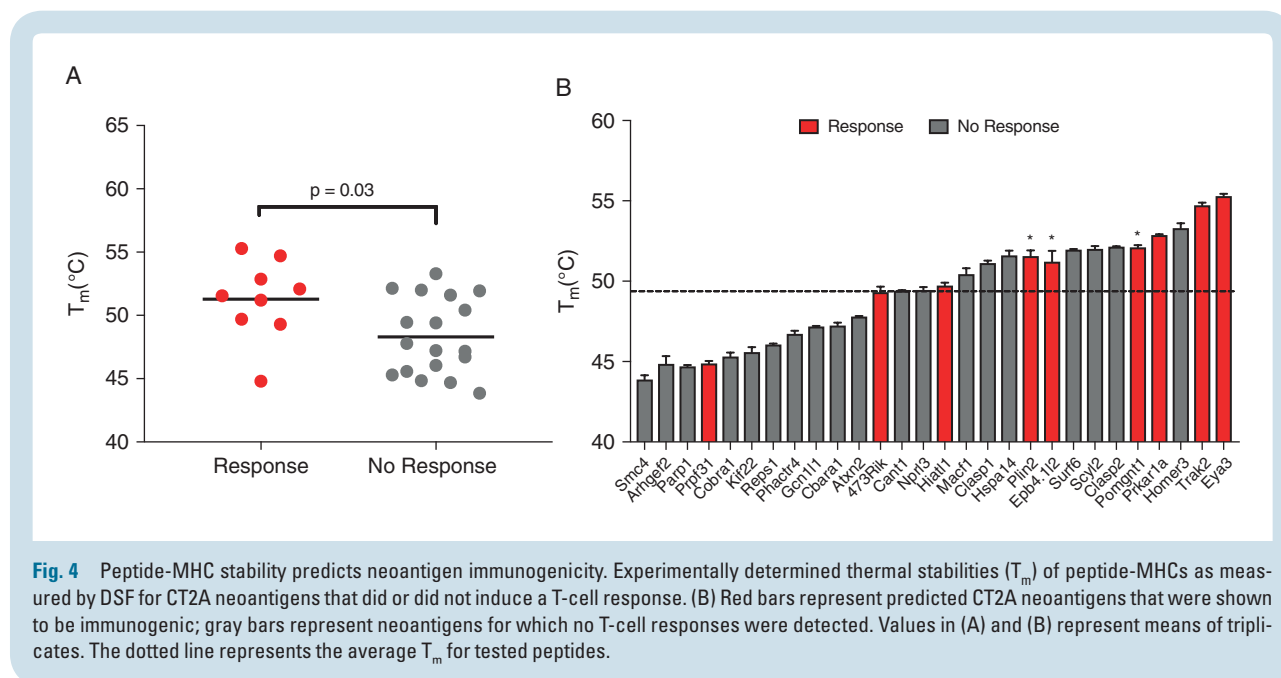 A
65
60
55
50
45
40
Tm(°C)
p = 0.03
Response
No Response
B
60
55
50
45
40
Tm(°C)
Response
No Response
* * *
Smc4
Arhgef2
Parp1
Prpf31
Cobra1
Kif22
Reps1
Phactr4
Gcn1l1
Cbara1
Atxn2
473Rik
Cant1
Nprl3
Hiatl1
Macf1
Clasp1
Hspa14
Plin2
Epb4.1l2
Surf6
Scyl2
Clasp2
Pomgnt1
Prkar1a
Homer3
Trak2
Eya3
Fig. 4 Peptide-MHC stability predicts neoantigen immunogenicity. Experimentally determined thermal stabilities (Tm) of peptide-MHCs as meas-
ured by DSF for CT2A neoantigens that did or did not induce a T-cell response. (B) Red bars represent predicted CT2A neoantigens that were shown
to be immunogenic; gray bars represent neoantigens for which no T-cell responses were detected. Values in (A) and (B) represent means of tripli-
cates. The dotted line represents the average Tm for tested peptides.